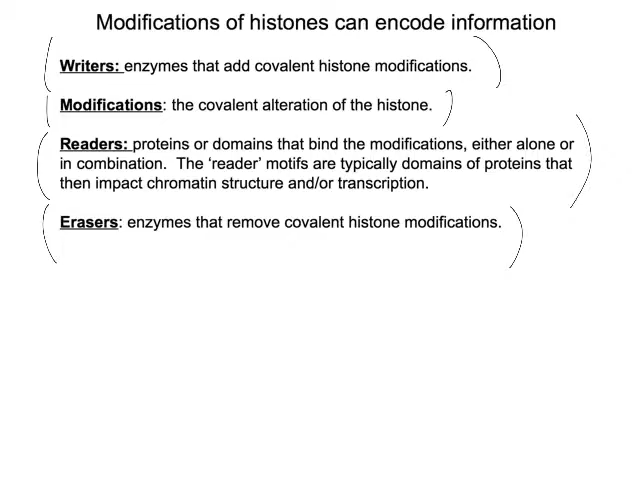 Modifications of histones can encode information
Writers: enzymes that add covalent histone modifications.
Modifications: the covalent alteration of the histone.
Readers: proteins or domains that bind the modifications, either alone or
in combination.  The ‘reader’ motifs are typically domains of proteins that
then impact chromatin structure and/or transcription.
Erasers: enzymes that remove covalent histone modifications.